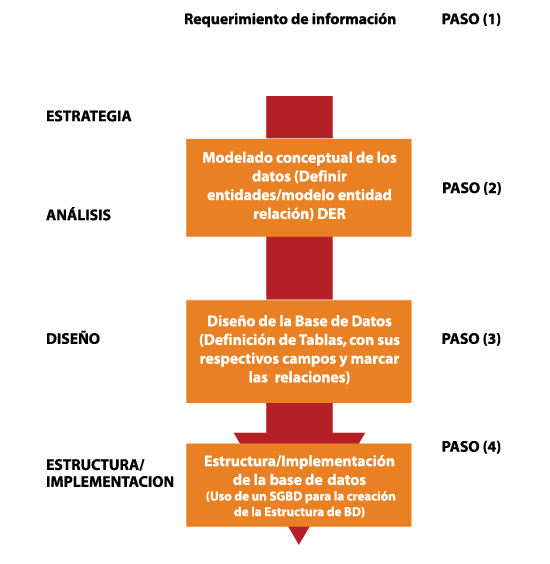 Requerimiento de información PASO (1)
ESTRATEGIA
Modelado conceptual de los
datos (Definir
entidades/modelo entidad
relación) DER
PASO (2)
ANÁLISIS
Diseño de la Base de Datos
(Definición de Tablas, con sus
respectivos campos y marcar
las relaciones)
DISEÑO
PASO (3)
Estructura/Implementación
de la base de datos
(Uso de un SGBD para la creación
de la Estructura de BD)
PASO (4)
ESTRUCTURA/
IMPLEMENTACION